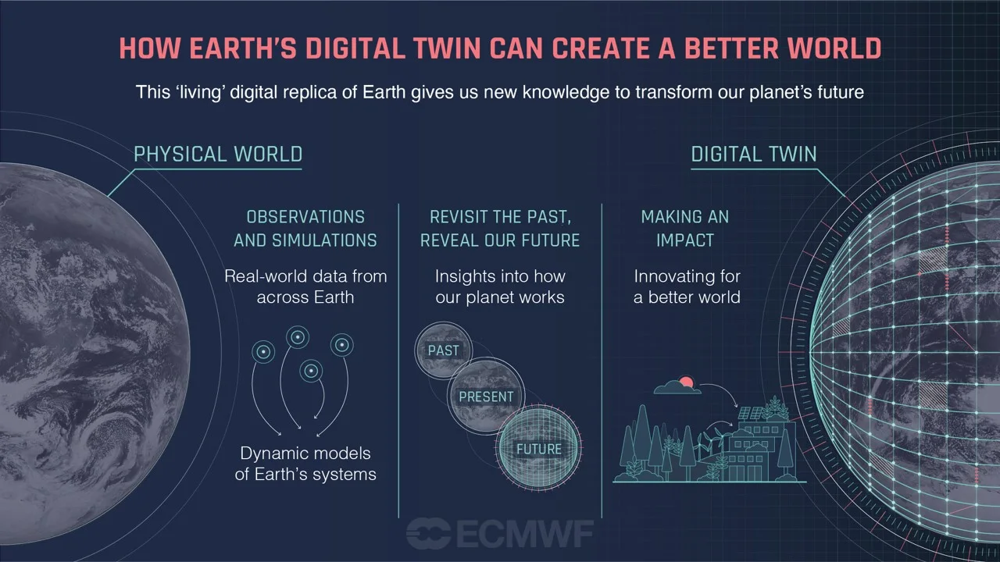 HOW EARTH'S DIGITAL TWIN CAN CREATE A BETTER WORLD
This ‘living’ digital replica of Earth gives us new knowledge to transform our planet’s future
PHYSICAL WORLD
DIGITAL TWIN
OBSERVATIONS
AND SIMULATIONS
Real-world data from
across Earth
Dynamic models
of Earth’s systems
REVISIT THE PAST,
REVEAL OUR FUTURE
Insights into how
our planet works
PAST
PRESENT
FUTURE
MAKING AN
IMPACT
Innovating for
a better world
ECMWF